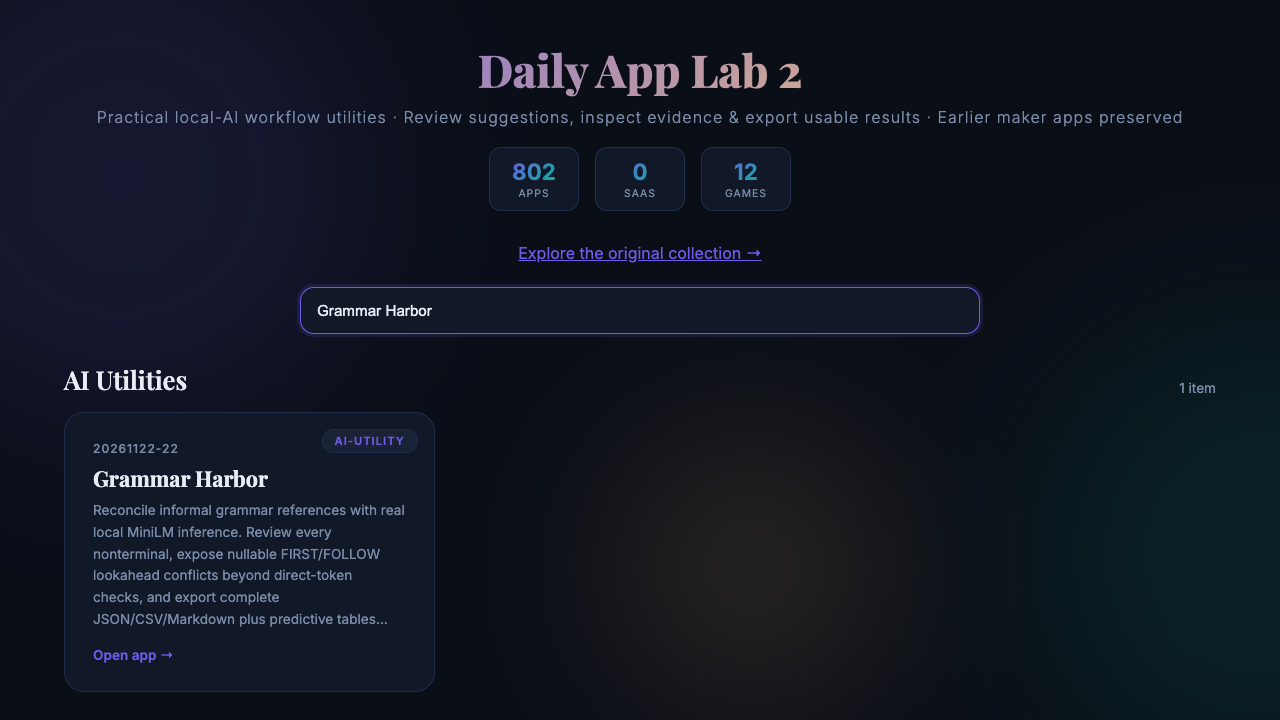 Daily App Lab 2
Practical local-AI workflow utilities · Review suggestions, inspect evidence & export usable results · Earlier maker apps preserved
802
APPS
0
SAAS
12
GAMES
Explore the original collection →
Grammar Harbor
AI Utilities
1 item
20261122-22
AI-UTILITY
Grammar Harbor
Reconcile informal grammar references with real
local MiniLM inference. Review every
nonterminal, expose nullable FIRST/FOLLOW
lookahead conflicts beyond direct-token
checks, and export complete
JSON/CSV/Markdown plus predictive tables...
Open app →